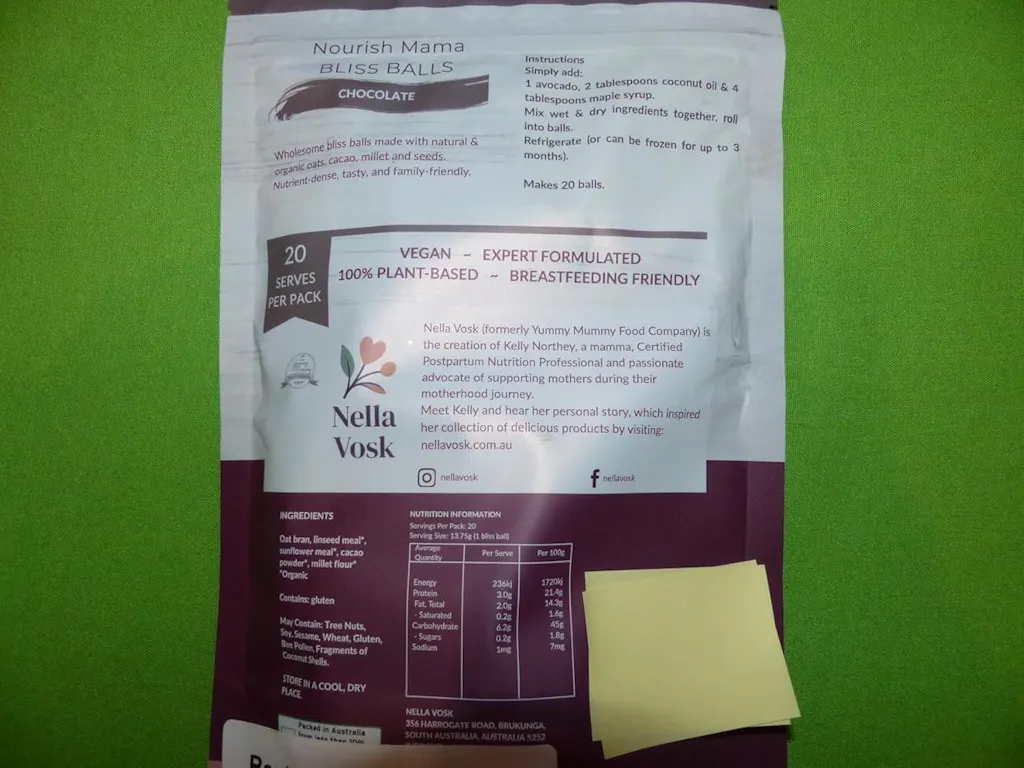 Nourish Mama
BLISS BALLS
CHOCOLATE
Wholesome bliss balls made with natural &
organic oats, cacao, millet and seeds.
Nutrient-dense, tasty, and family-friendly.
Instructions
Simply add:
1 avocado, 2 tablespoons coconut oil & 4
tablespoons maple syrup.
Mix wet & dry ingredients together, roll
into balls.
Refrigerate (or can be frozen for up to 3
months).
Makes 20 balls.
20
SERVES
PER PACK
VEGAN ~ EXPERT FORMULATED
100% PLANT-BASED ~ BREASTFEEDING FRIENDLY
Nella Vosk (formerly Yummy Mummy Food Company) is
the creation of Kelly Northey, a mamma, Certified
Postpartum Nutrition Professional and passionate
advocate of supporting mothers during their
motherhood journey.
Meet Kelly and hear her personal story, which inspired
her collection of delicious products by visiting:
nellavosk.com.au
Nella
Vosk
nellavosk
nellavosk
INGREDIENTS
Oat bran, linseed meal*,
sunflower meal*, cacao
powder*, millet flour*
*Organic
Contains: gluten
May Contain: Tree Nuts,
Soy, Sesame, Wheat, Gluten,
Bee Pollen, Fragments of
Coconut Shells.
STORE IN A COOL, DRY
PLACE.
NUTRITION INFORMATION
Servings Per Pack: 20
Serving Size: 13.75g (1 bliss ball)
Average
Quantity Per Serve Per 100g
Energy 236kj 1720kj
Protein 3.0g 21.4g
Fat, Total 2.0g 14.3g
- Saturated 0.2g 1.6g
Carbohydrate 6.2g 45g
- Sugars 0.2g 1.8g
Sodium 1mg 7mg
NELLA VOSK
356 HARROGATE ROAD, BRUKUNGA,
SOUTH AUSTRALIA, AUSTRALIA 5252
Packed in Australia
from less than 10%